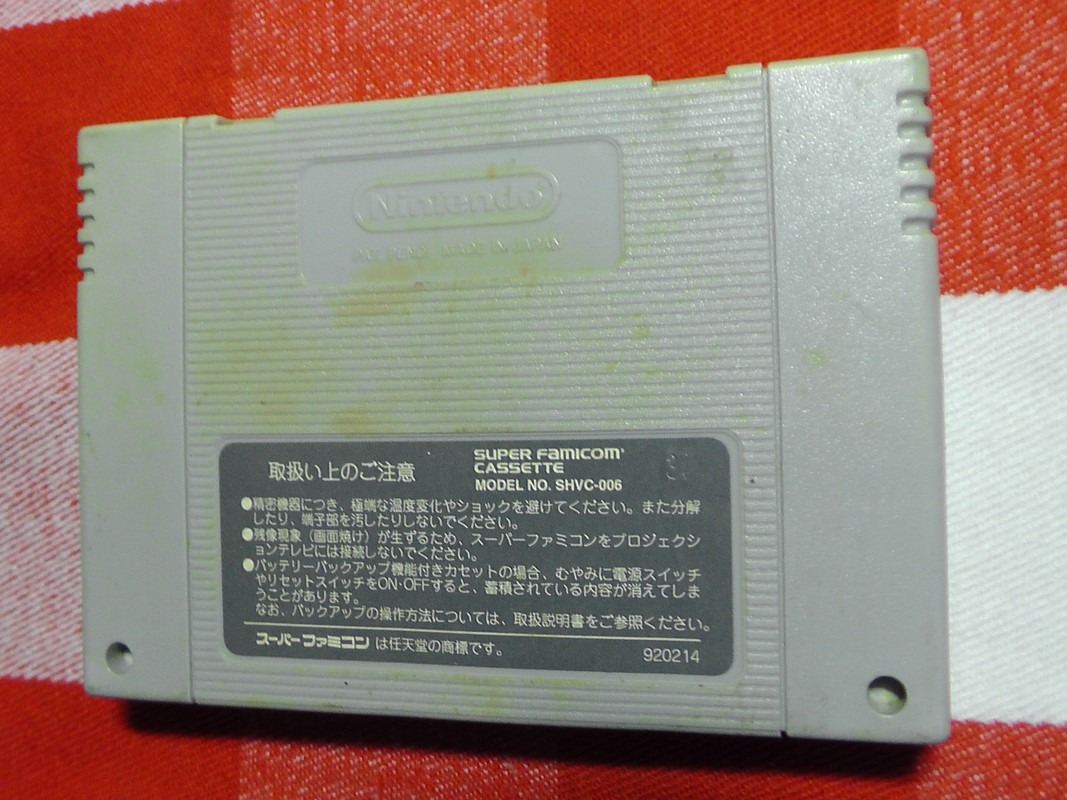 Nintendo
PAT. PEND. MADE IN JAPAN
取扱い上のご注意
SUPER FAMICOM
CASSETTE
MODEL NO. SHVC-006
●精密機器につき、極端な温度変化やショックを避けてください。また分解
したり、端子部を汚したりしないでください。
●残像現象（画面焼け）が生ずるため、スーパーファミコンをプロジェクシ
ョンテレビには接続しないでください。
●バッテリーバックアップ機能付きカセットの場合、むやみに電源スイッチ
やリセットスイッチをON·OFFすると、蓄積されている内容が消えてしま
うことがあります。
なお、バックアップの操作方法については、取扱説明書をご参照ください。
スーパーファミコン は任天堂の商標です。
920214